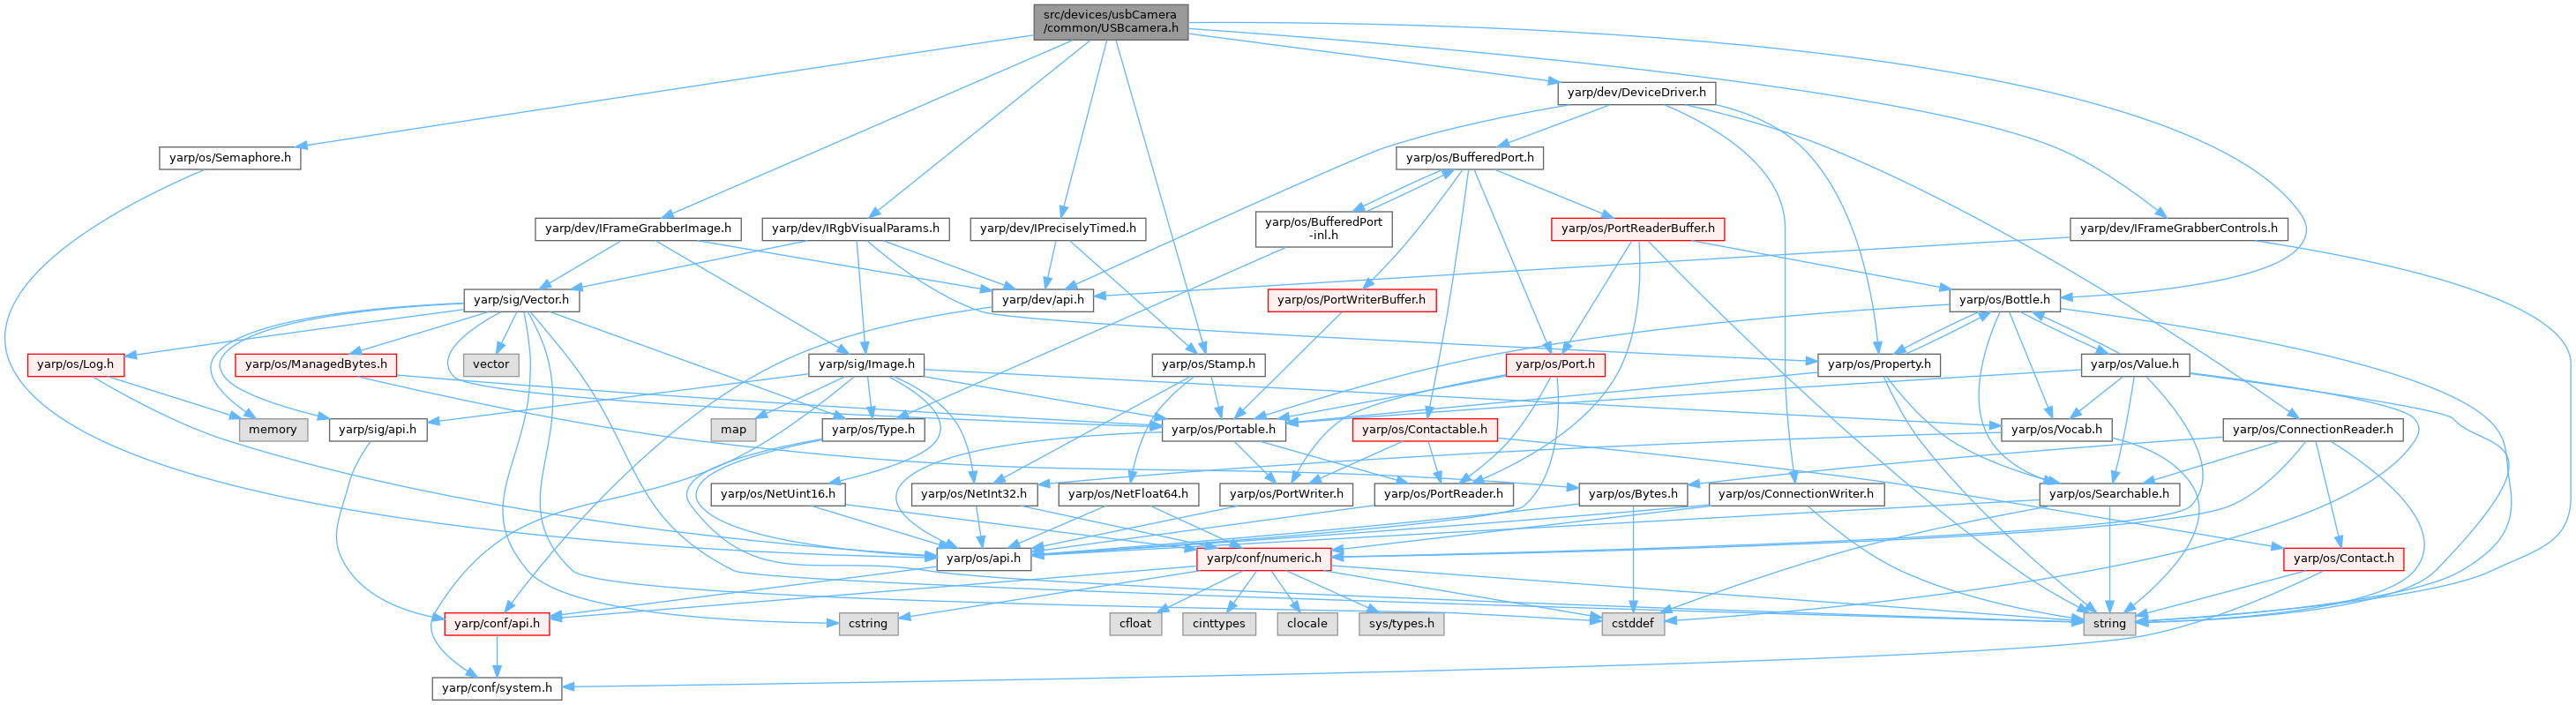 src/devices/usbCamera
/common/USBcamera.h
yarp/dev/DeviceDriver.h
yarp/os/Semaphore.h
yarp/os/BufferedPort.h
yarp/dev/IFrameGrabberImage.h
yarp/dev/IRgbVisualParams.h
yarp/dev/IPreciselyTimed.h
yarp/os/BufferedPort
-inl.h
yarp/os/PortReaderBuffer.h
yarp/dev/IFrameGrabberControls.h
yarp/sig/Vector.h
yarp/dev/api.h
yarp/os/PortWriterBuffer.h
yarp/os/Bottle.h
yarp/os/Log.h
yarp/os/ManagedBytes.h
vector
yarp/sig/Image.h
yarp/os/Stamp.h
yarp/os/Port.h
yarp/os/Property.h
yarp/os/Value.h
memory
yarp/sig/api.h
map
yarp/os/Type.h
yarp/os/Portable.h
yarp/os/Contactable.h
yarp/os/Vocab.h
yarp/os/ConnectionReader.h
yarp/os/NetUint16.h
yarp/os/NetInt32.h
yarp/os/NetFloat64.h
yarp/os/PortWriter.h
yarp/os/PortReader.h
yarp/os/Bytes.h
yarp/os/ConnectionWriter.h
yarp/os/Searchable.h
yarp/os/api.h
yarp/conf/numeric.h
yarp/os/Contact.h
yarp/conf/api.h
cstring
cfloat
cinttypes
clocale
sys/types.h
cstddef
string
yarp/conf/system.h